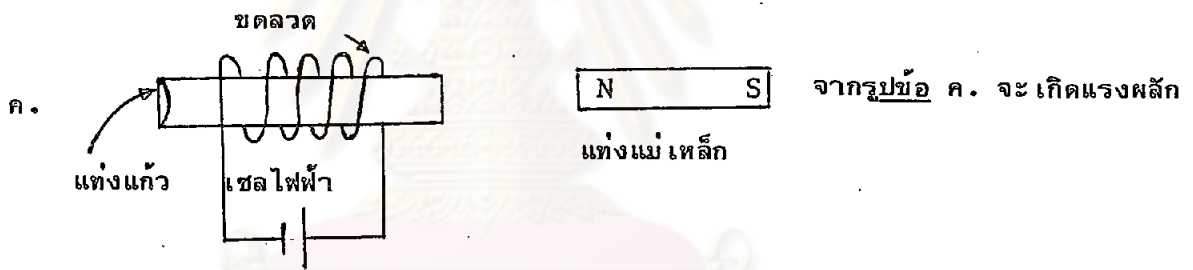 ขดลวด
ค.
N S
จากรูปข้อ ค. จะเกิดแรงผลัก
แท่งแม่เหล็ก
แท่งแก้ว
เซลไฟฟ้า